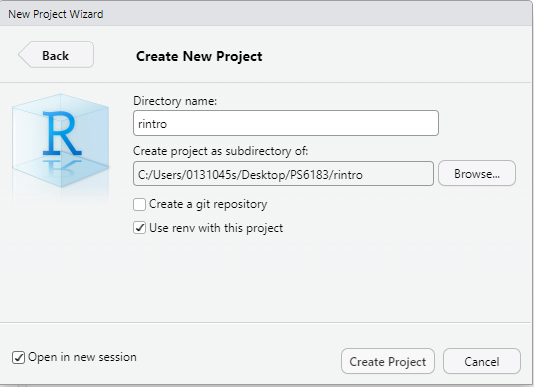 New Project Wizard
Back
Create New Project
R
Directory name:
rintro
Create project as subdirectory of:
C:/Users/0131045s/Desktop/PS6183/rintro
Browse...
Create a git repository
Use renv with this project
Open in new session
Create Project
Cancel